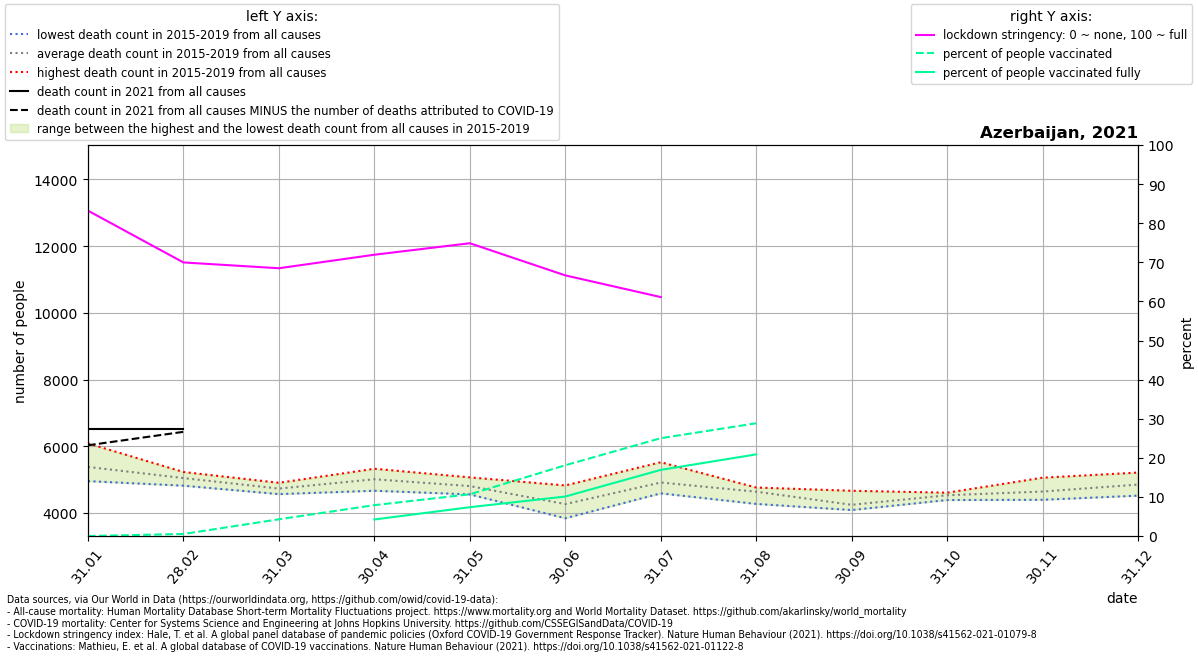 left Y axis:
lowest death count in 2015-2019 from all causes
average death count in 2015-2019 from all causes
highest death count in 2015-2019 from all causes
death count in 2021 from all causes
death count in 2021 from all causes MINUS the number of deaths attributed to COVID-19
range between the highest and the lowest death count from all causes in 2015-2019
right Y axis:
lockdown stringency: 0 ~ none, 100 ~ full
percent of people vaccinated
percent of people vaccinated fully
Azerbaijan, 2021
number of people
14000
12000
10000
8000
6000
4000
100
90
80
70
60
50
40
30
20
10
0
percent
31.01
28.02
31.03
30.04
31.05
30.06
31.07
31.08
30.09
31.10
30.11
31.12
date
Data sources, via Our World in Data (https://ourworldindata.org, https://github.com/owid/covid-19-data):
- All-cause mortality: Human Mortality Database Short-term Mortality Fluctuations project. https://www.mortality.org and World Mortality Dataset. https://github.com/akarlinsky/world_mortality
- COVID-19 mortality: Center for Systems Science and Engineering at Johns Hopkins University. https://github.com/CSSEGISandData/COVID-19
- Lockdown stringency index: Hale, T. et al. A global panel database of pandemic policies (Oxford COVID-19 Government Response Tracker). Nature Human Behaviour (2021). https://doi.org/10.1038/s41562-021-01079-8
- Vaccinations: Mathieu, E. et al. A global database of COVID-19 vaccinations. Nature Human Behaviour (2021). https://doi.org/10.1038/s41562-021-01122-8